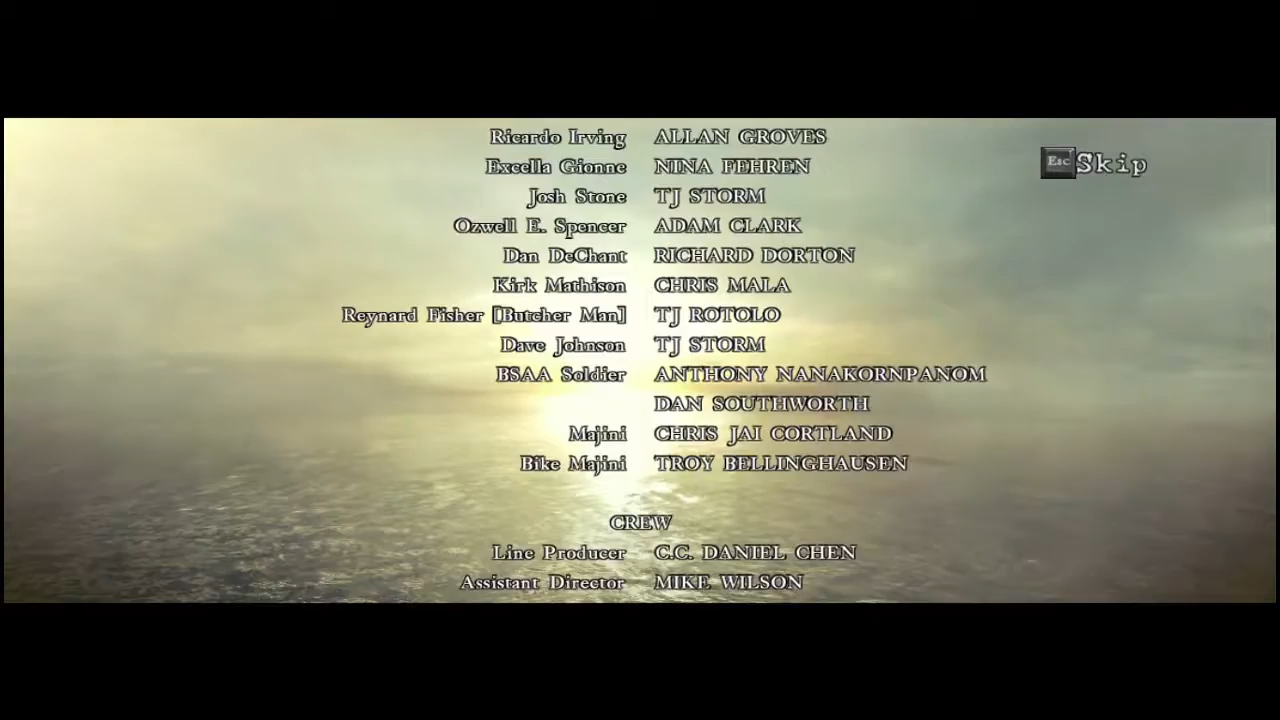 Ricardo Irving ALLAN GROVES
Excella Gionne NINA FEHREN
Esc Skip
Josh Stone TJ STORM
Ozwell E. Spencer ADAM CLARK
Dan DeChant RICHARD DORTON
Kirk Mathison CHRIS MALA
Reynard Fisher [Butcher Man] TJ ROTOLO
Dave Johnson TJ STORM
BSAA Soldier ANTHONY NANAKORNPANOM
DAN SOUTHWORTH
Majini CHRIS JAI CORTLAND
Bike Majini TROY BELLINGHAUSEN
CREW
Line Producer C.C. DANIEL CHEN
Assistant Director MIKE WILSON